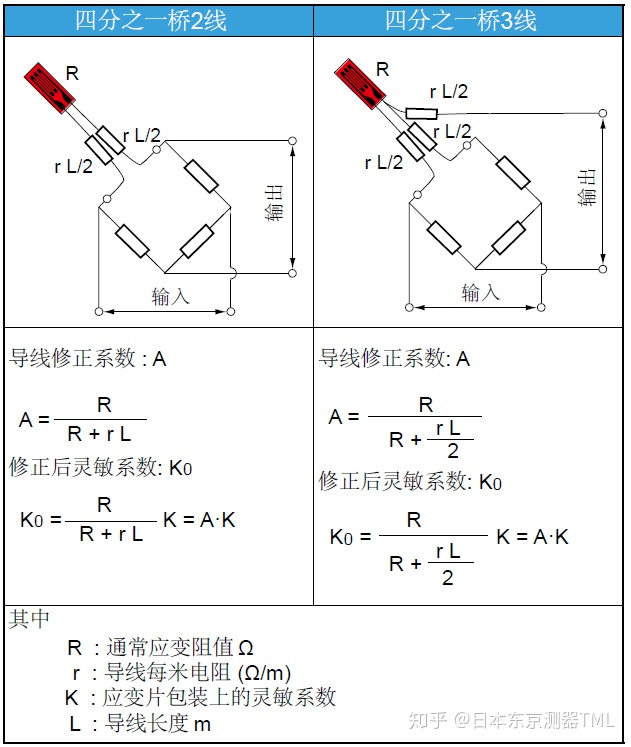 四分之一桥2线
四分之一桥3线
R
r L/2
r L/2
输出
输入
R
r L/2
r L/2
r L/2
输出
输入
导线修正系数 : A
A = R / (R + r L)
修正后灵敏系数: K0
K0 = R / (R + r L) K = A·K
导线修正系数: A
A = R / (R + r L / 2)
修正后灵敏系数: K0
K0 = R / (R + r L / 2) K = A·K
其中
R : 通常应变阻值 Ω
r : 导线每米电阻 (Ω/m)
K : 应变片包装上的灵敏系数
L : 导线长度 m
知乎 @日本东京测器TML